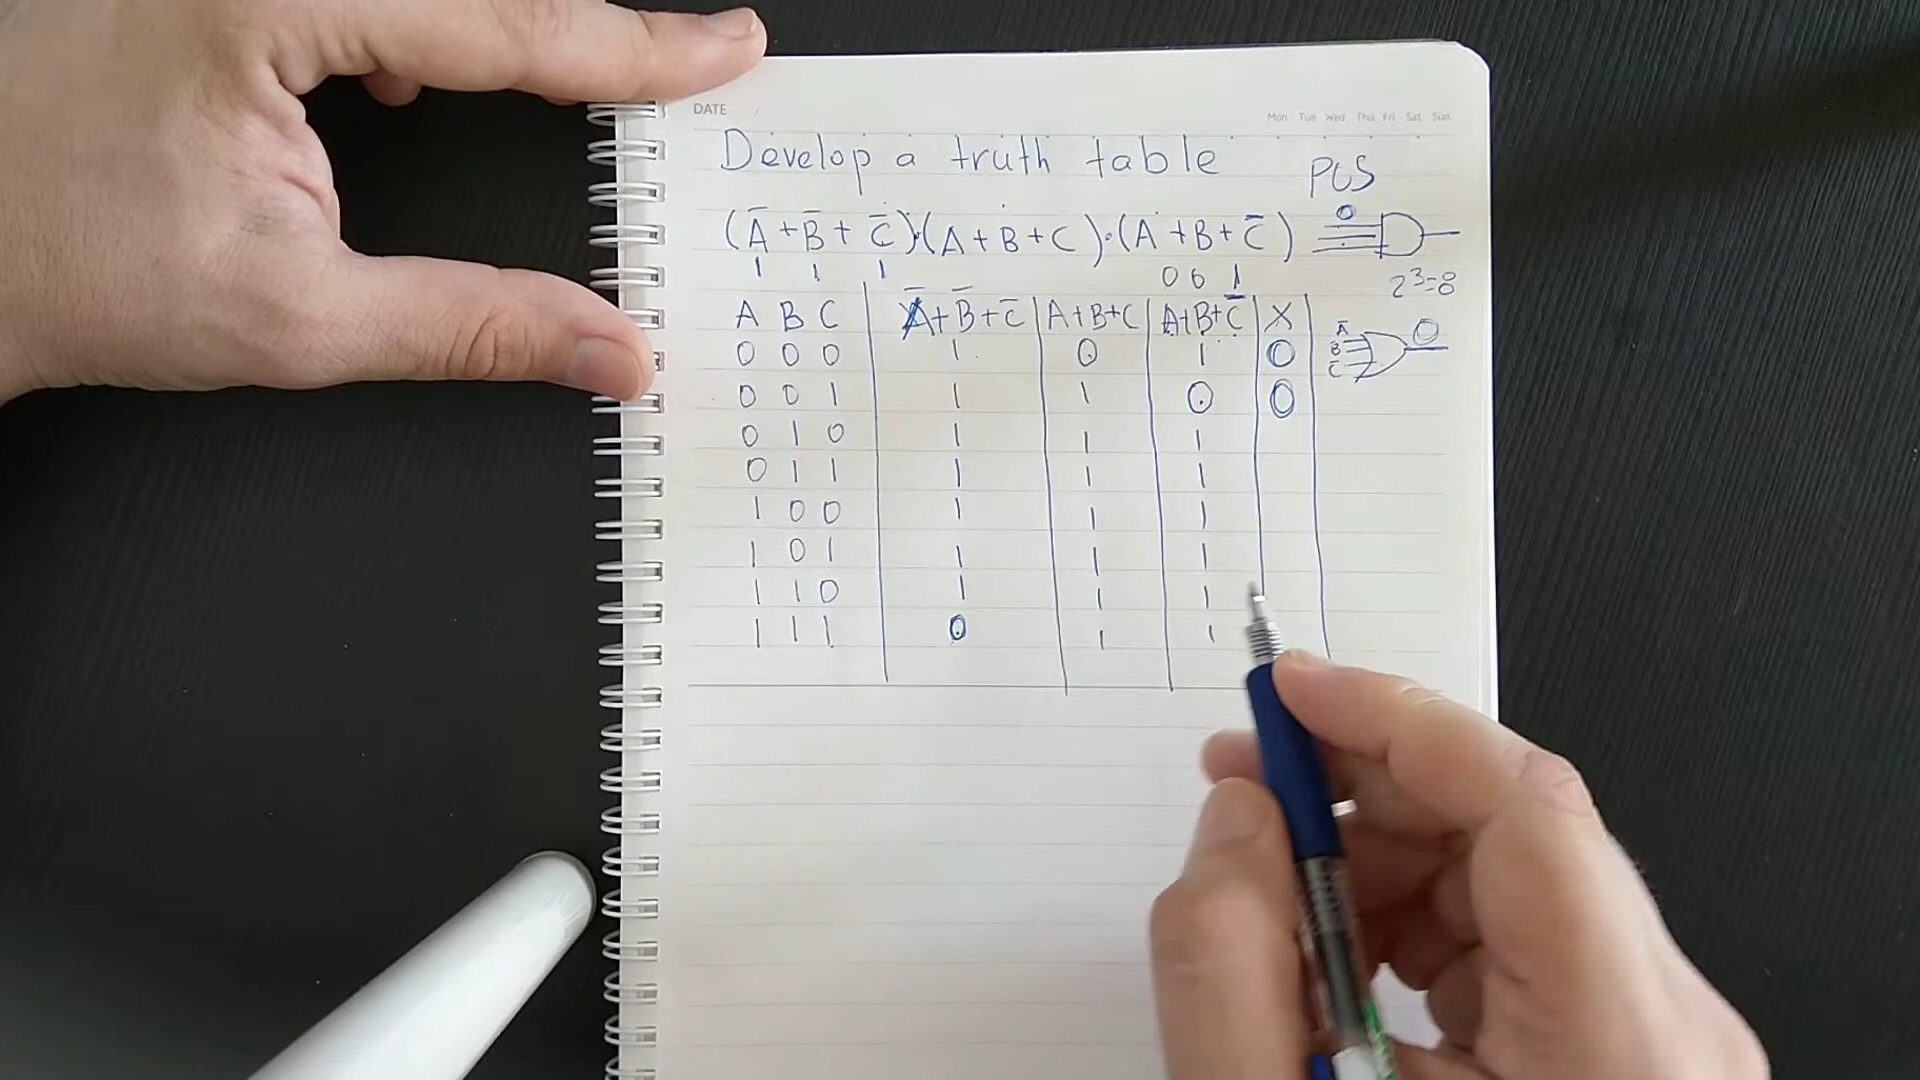 DATE
Mon Tue Wed Thu Fri Sat Sun
Develop a truth table
POS
(A̅ + B̅ + C̅)·(A + B + C)·(A + B + C̅)
1 1 1 0 0 1
2³=8
A B C A̅+B̅+C̅ A+B+C A+B+C̅ X
A̅
B
C̅
0
0 0 0 1 0 1 0
0 0 1 1 1 0 0
0 1 0 1 1 1
0 1 1 1 1 1
1 0 0 1 1 1
1 0 1 1 1 1
1 1 0 1 1 1
1 1 1 0 1 1